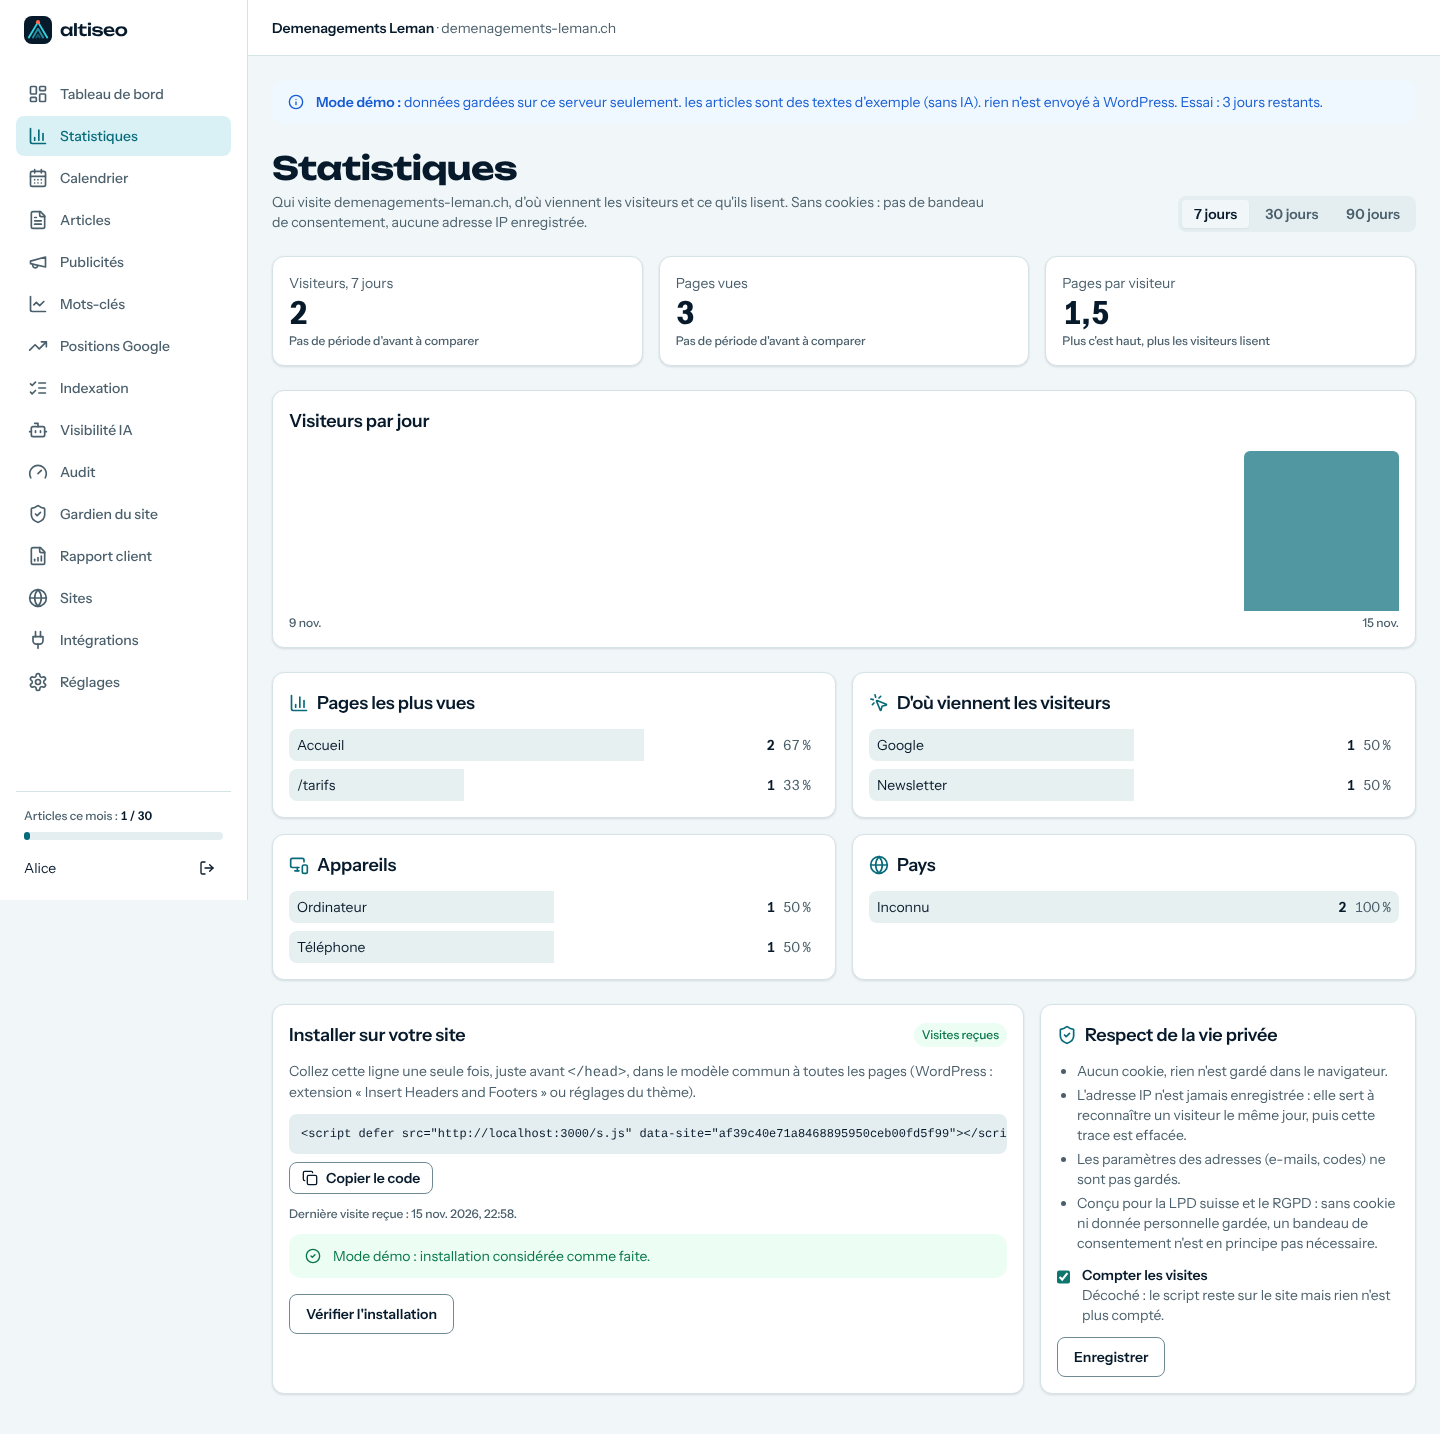 altiseo
Demenagements Leman · demenagements-leman.ch
Tableau de bord
Statistiques
Calendrier
Articles
Publicités
Mots-clés
Positions Google
Indexation
Visibilité IA
Audit
Gardien du site
Rapport client
Sites
Intégrations
Réglages
Articles ce mois : 1 / 30
Alice
Mode démo : données gardées sur ce serveur seulement. les articles sont des textes d'exemple (sans IA). rien n'est envoyé à WordPress. Essai : 3 jours restants.
Statistiques
Qui visite demenagements-leman.ch, d'où viennent les visiteurs et ce qu'ils lisent. Sans cookies : pas de bandeau
de consentement, aucune adresse IP enregistrée.
7 jours 30 jours 90 jours
Visiteurs, 7 jours
2
Pas de période d'avant à comparer
Pages vues
3
Pas de période d'avant à comparer
Pages par visiteur
1,5
Plus c'est haut, plus les visiteurs lisent
Visiteurs par jour
9 nov. 15 nov.
Pages les plus vues
Accueil 2 67 %
/tarifs 1 33 %
D'où viennent les visiteurs
Google 1 50 %
Newsletter 1 50 %
Appareils
Ordinateur 1 50 %
Téléphone 1 50 %
Pays
Inconnu 2 100 %
Installer sur votre site
Visites reçues
Collez cette ligne une seule fois, juste avant </head>, dans le modèle commun à toutes les pages (WordPress :
extension « Insert Headers and Footers » ou réglages du thème).
<script defer src="http://localhost:3000/s.js" data-site="af39c40e71a8468895950ceb00fd5f99"></scri
Copier le code
Dernière visite reçue : 15 nov. 2026, 22:58.
Mode démo : installation considérée comme faite.
Vérifier l'installation
Respect de la vie privée
Aucun cookie, rien n'est gardé dans le navigateur.
L'adresse IP n'est jamais enregistrée : elle sert à
reconnaître un visiteur le même jour, puis cette
trace est effacée.
Les paramètres des adresses (e-mails, codes) ne
sont pas gardés.
Conçu pour la LPD suisse et le RGPD : sans cookie
ni donnée personnelle gardée, un bandeau de
consentement n'est en principe pas nécessaire.
Compter les visites
Décoché : le script reste sur le site mais rien n'est
plus compté.
Enregistrer